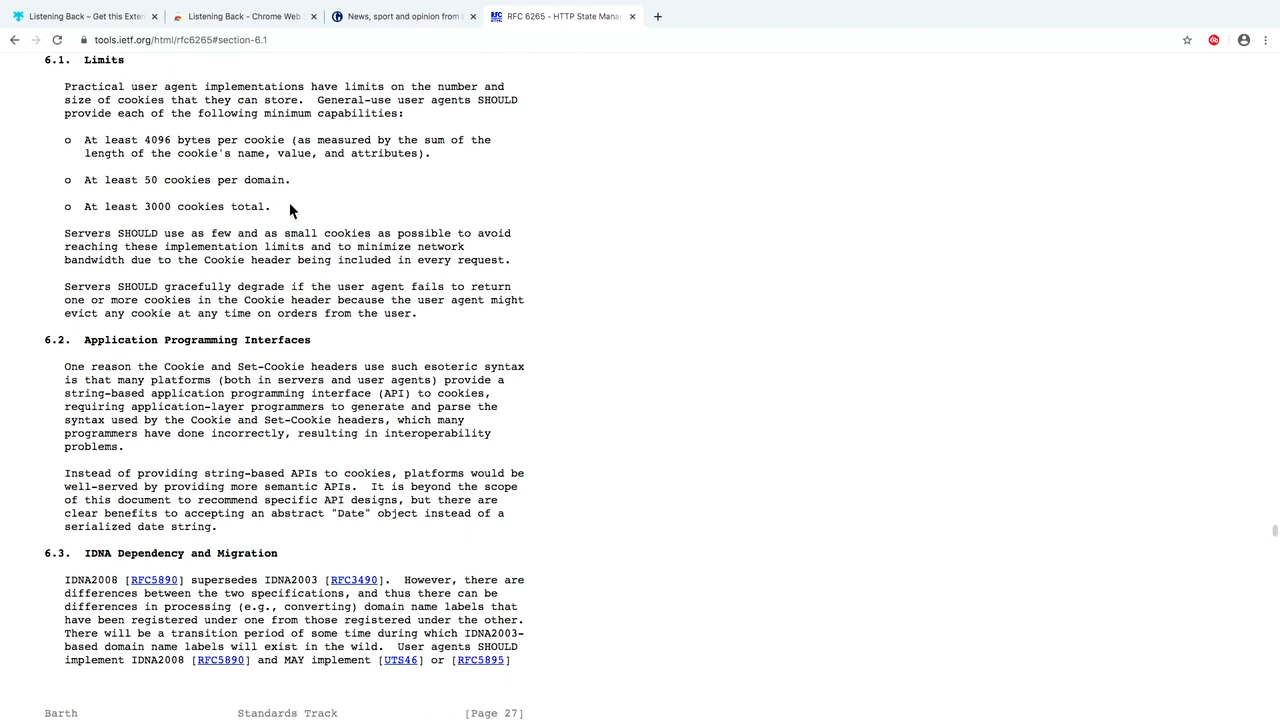 Listening Back – Get this Exten
Listening Back - Chrome Web S
News, sport and opinion from
RFC 6265 - HTTP State Mana
tools.ietf.org/html/rfc6265#section-6.1
6.1. Limits
Practical user agent implementations have limits on the number and
size of cookies that they can store. General-use user agents SHOULD
provide each of the following minimum capabilities:
o At least 4096 bytes per cookie (as measured by the sum of the
length of the cookie's name, value, and attributes).
o At least 50 cookies per domain.
o At least 3000 cookies total.
Servers SHOULD use as few and as small cookies as possible to avoid
reaching these implementation limits and to minimize network
bandwidth due to the Cookie header being included in every request.
Servers SHOULD gracefully degrade if the user agent fails to return
one or more cookies in the Cookie header because the user agent might
evict any cookie at any time on orders from the user.
6.2. Application Programming Interfaces
One reason the Cookie and Set-Cookie headers use such esoteric syntax
is that many platforms (both in servers and user agents) provide a
string-based application programming interface (API) to cookies,
requiring application-layer programmers to generate and parse the
syntax used by the Cookie and Set-Cookie headers, which many
programmers have done incorrectly, resulting in interoperability
problems.
Instead of providing string-based APIs to cookies, platforms would be
well-served by providing more semantic APIs. It is beyond the scope
of this document to recommend specific API designs, but there are
clear benefits to accepting an abstract "Date" object instead of a
serialized date string.
6.3. IDNA Dependency and Migration
IDNA2008 [RFC5890] supersedes IDNA2003 [RFC3490]. However, there are
differences between the two specifications, and thus there can be
differences in processing (e.g., converting) domain name labels that
have been registered under one from those registered under the other.
There will be a transition period of some time during which IDNA2003-
based domain name labels will exist in the wild. User agents SHOULD
implement IDNA2008 [RFC5890] and MAY implement [UTS46] or [RFC5895]
Barth Standards Track [Page 27]